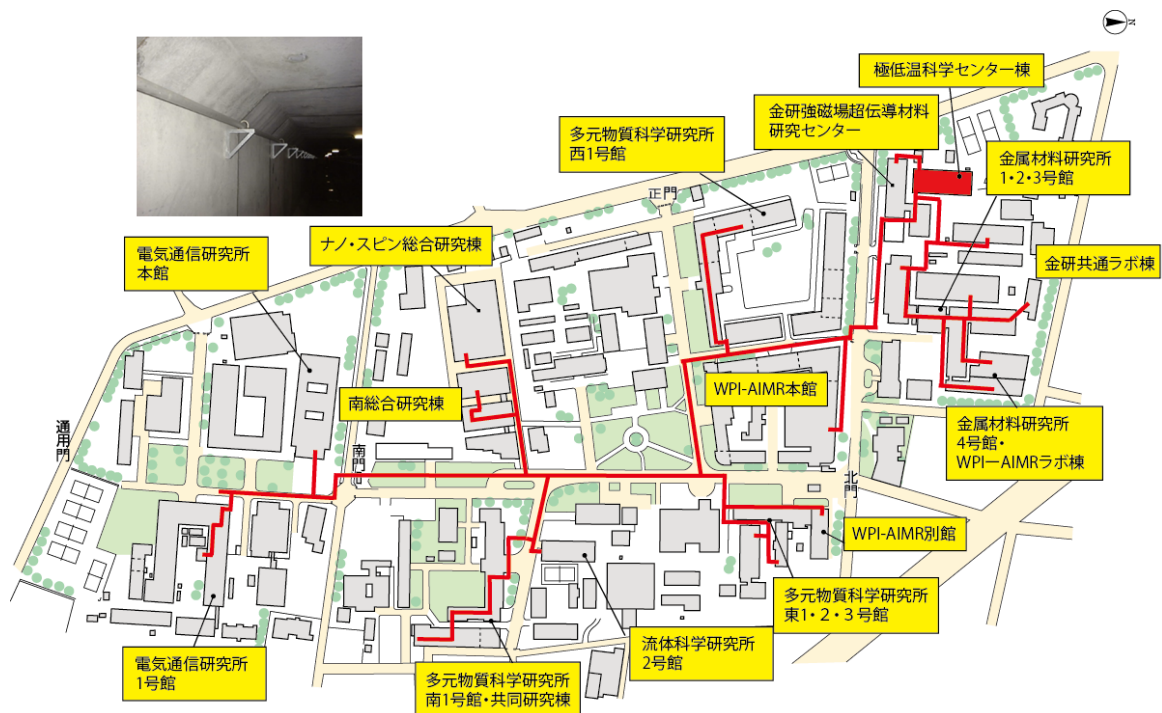 N
極低温科学センター棟
金研強磁場超伝導材料
研究センター
多元物質科学研究所
西1号館
金属材料研究所
1・2・3号館
正門
ナノ・スピン総合研究棟
電気通信研究所
本館
金研共通ラボ棟
WPI-AIMR本館
南総合研究棟
金属材料研究所
4号館・
WPIーAIMRラボ棟
通用門
南門
北門
WPI-AIMR別館
多元物質科学研究所
東1・2・3号館
流体科学研究所
2号館
電気通信研究所
1号館
多元物質科学研究所
南1号館・共同研究棟